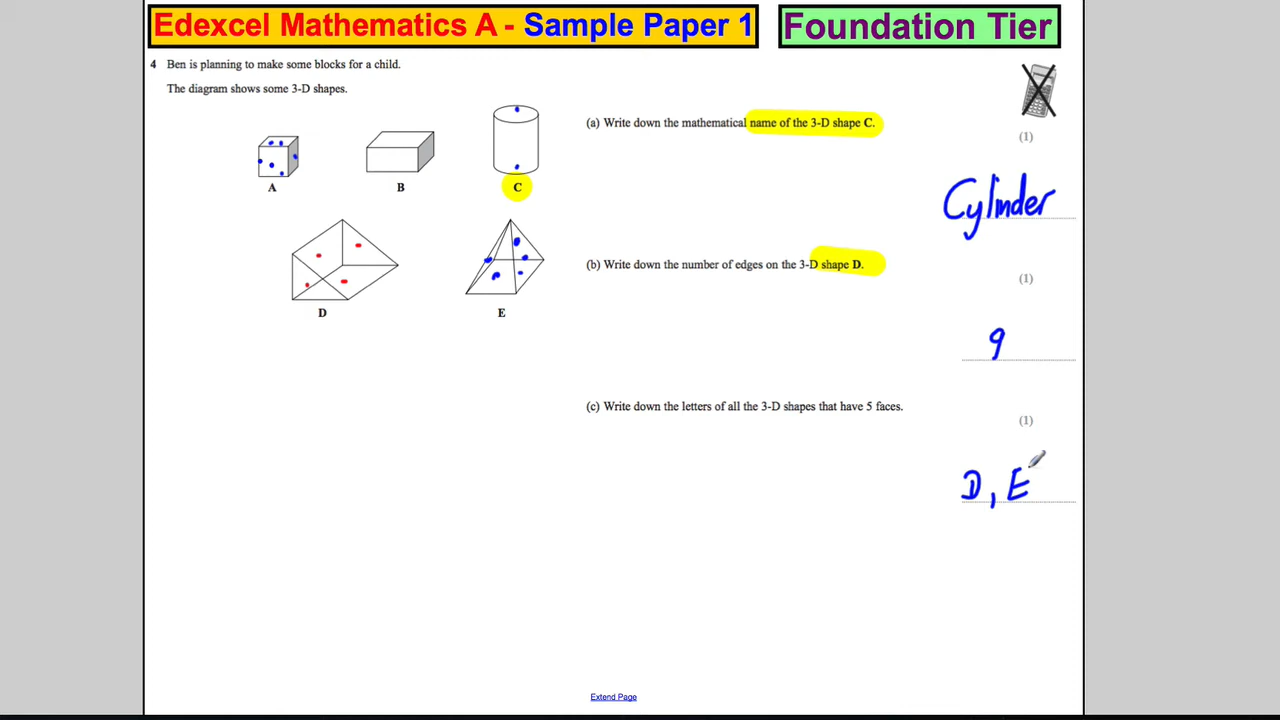 Edexcel Mathematics A - Sample Paper 1
Foundation Tier
4 Ben is planning to make some blocks for a child.
The diagram shows some 3-D shapes.
A
B
C
D
E
(a) Write down the mathematical name of the 3-D shape C.
(1)
Cylinder
(b) Write down the number of edges on the 3-D shape D.
(1)
9
(c) Write down the letters of all the 3-D shapes that have 5 faces.
(1)
D, E
Extend Page